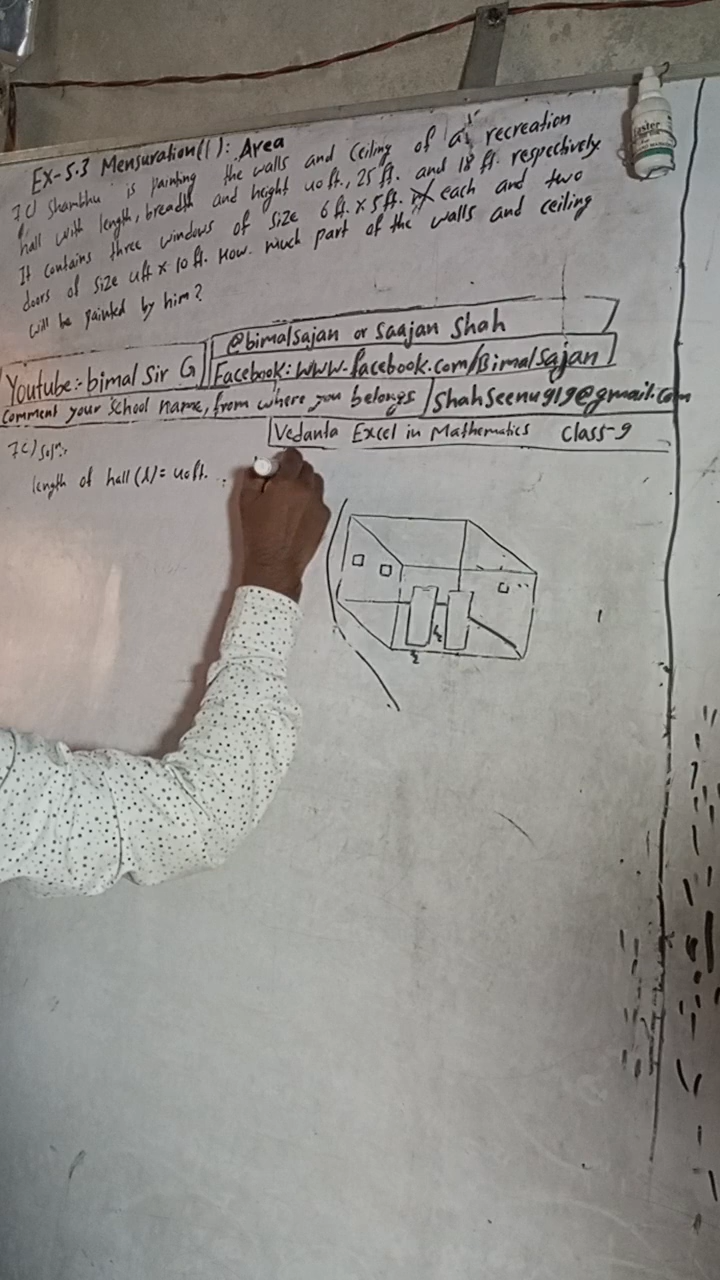 Ex-5.3 Mensuration(I): Area
7c) Shambhu is painting the walls and ceiling of a recreation
hall with length, breadth and height 40 ft., 25 ft. and 18 ft. respectively.
It contains three windows of size 6 ft. x 5 ft. each and two
doors of size 4 ft x 10 ft. How much part of the walls and ceiling
will be painted by him?
@bimalsajan or Saajan Shah
Youtube:- bimal Sir G
Facebook: www.facebook.com/Bimalsajan
Comment your school name, from where you belongs
Shahseenu919@gmail.com
Vedanta Excel in Mathematics Class-9
7c) soln:
length of hall (l) = 40 ft.